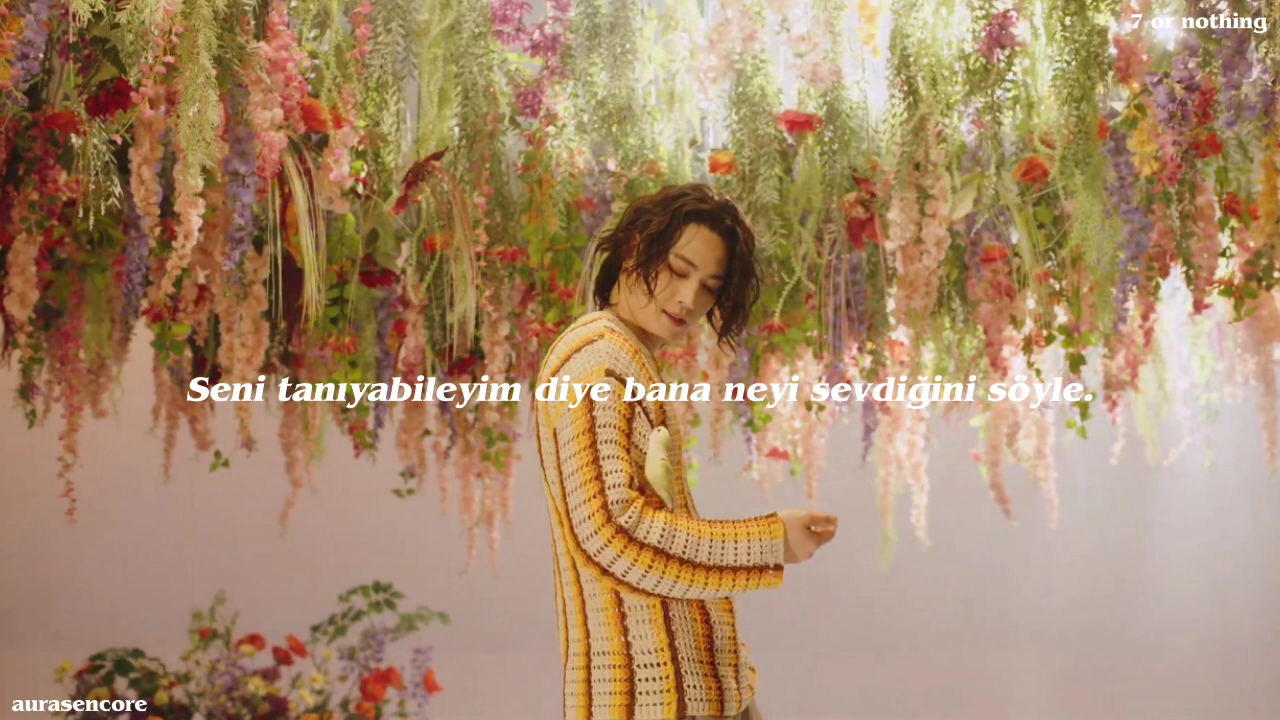 7 or nothing
Seni tanıyabileyim diye bana neyi sevdiğini söyle.
aurasencore